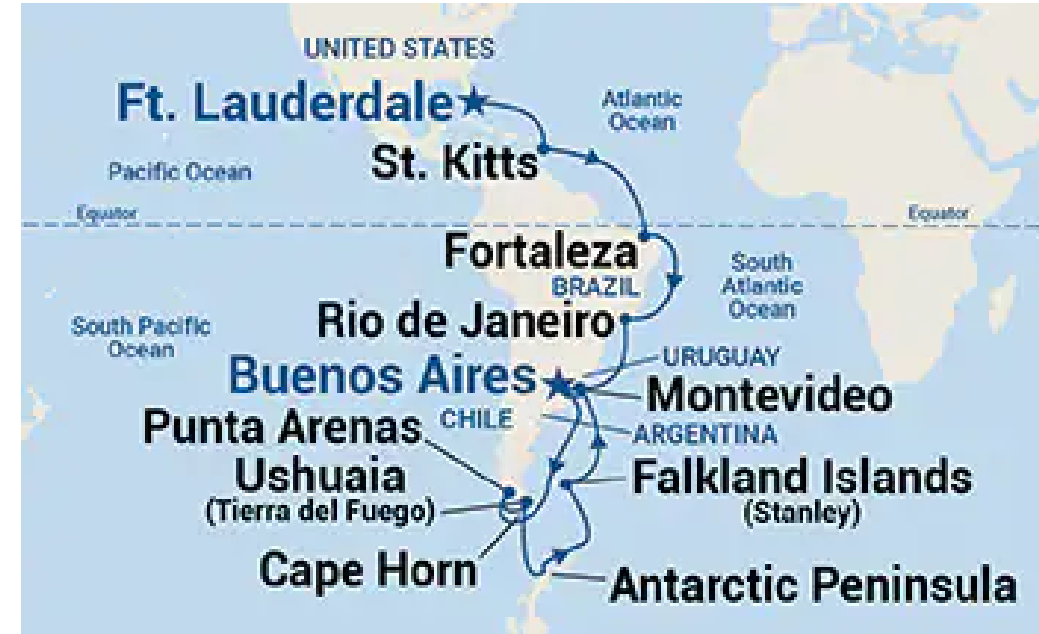 UNITED STATES
Ft. Lauderdale
Atlantic
Ocean
St. Kitts
Pacific Ocean
Equator
Equator
Fortaleza
BRAZIL
South
Atlantic
Ocean
Rio de Janeiro
South Pacific
Ocean
URUGUAY
Buenos Aires
Montevideo
Punta Arenas
CHILE
ARGENTINA
Ushuaia
(Tierra del Fuego)
Falkland Islands
(Stanley)
Cape Horn
Antarctic Peninsula